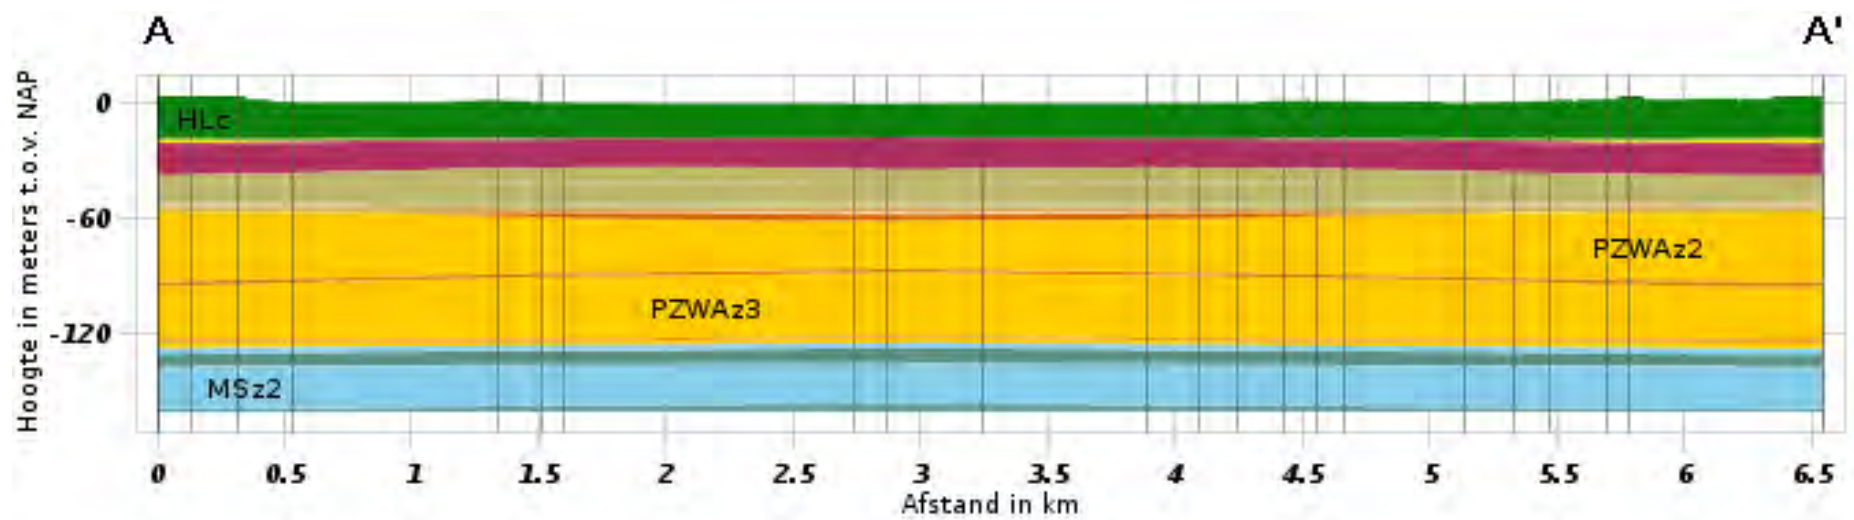 A A'
Hoogte in meters t.o.v. NAP
0
-60
-120
HLc
PZWAz2
PZWAz3
MSz2
0 0.5 1 1.5 2 2.5 3 3.5 4 4.5 5 5.5 6 6.5
Afstand in km